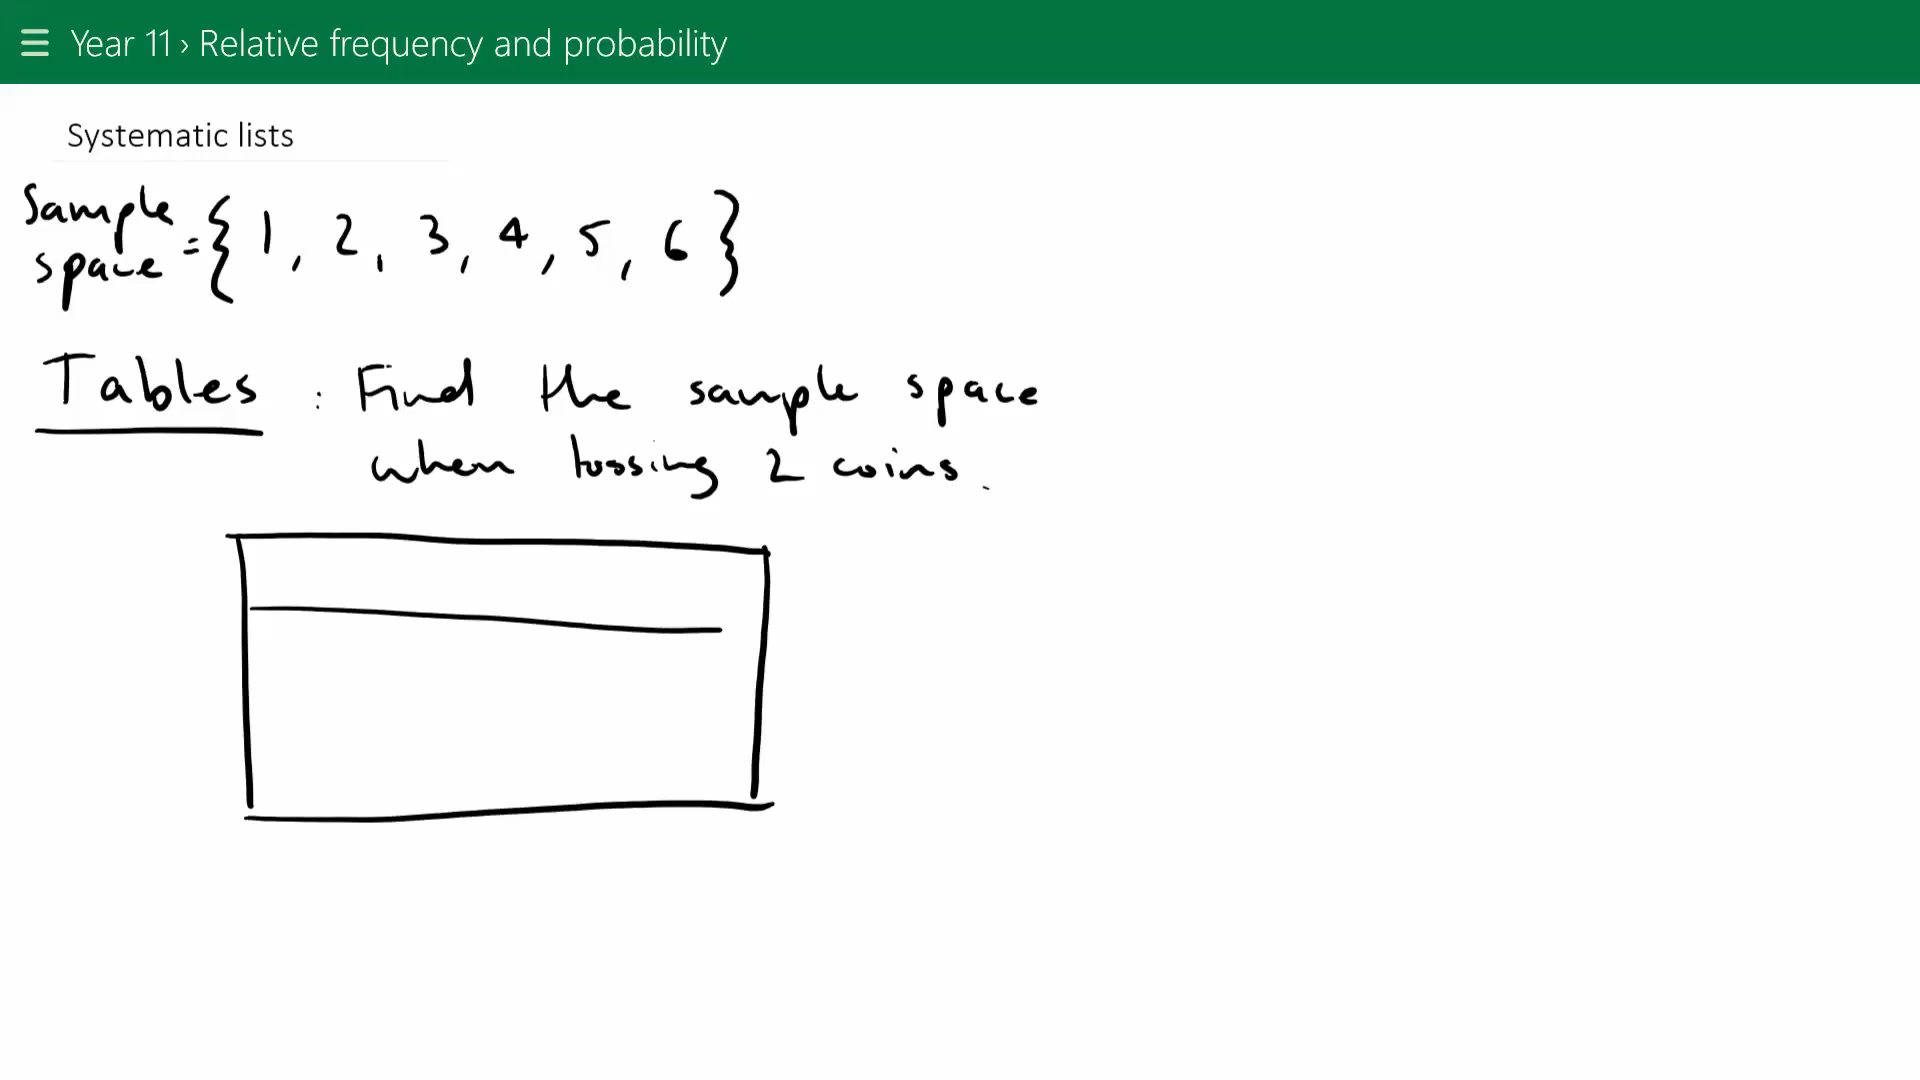 Year 11 › Relative frequency and probability
Systematic lists
Sample
space = { 1, 2, 3, 4, 5, 6 }
Tables : Find the sample space
when tossing 2 coins.